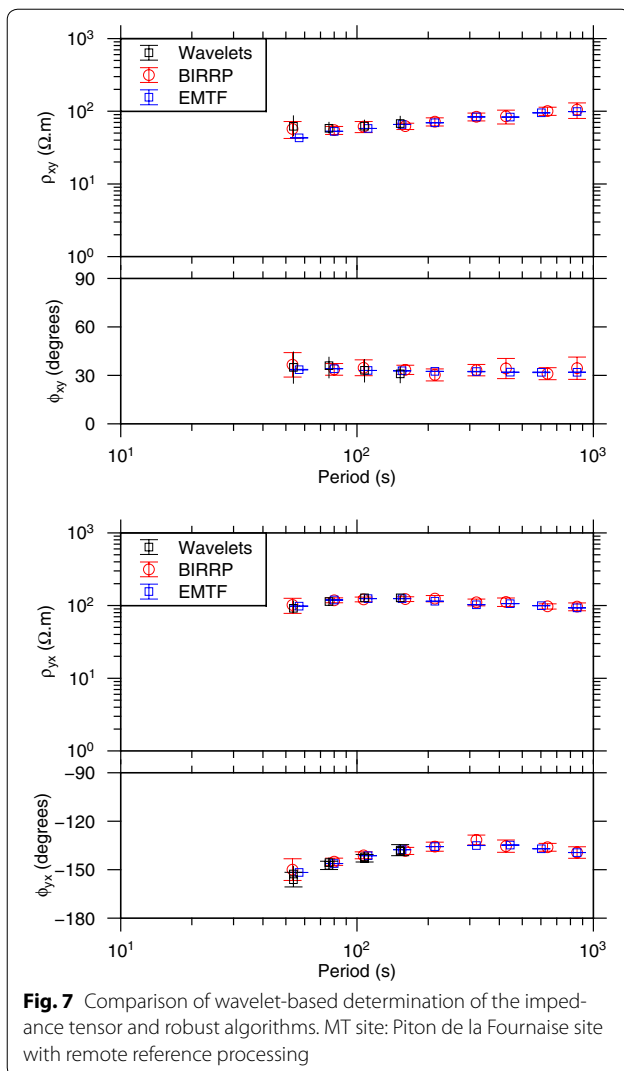 10³
10²
10¹
10⁰
ρxy (Ω.m)
Wavelets
BIRRP
EMTF
90
60
30
0
ϕxy (degrees)
10¹ 10² 10³
Period (s)
10³
10²
10¹
10⁰
ρyx (Ω.m)
Wavelets
BIRRP
EMTF
−90
−120
−150
−180
ϕyx (degrees)
10¹ 10² 10³
Period (s)
Fig. 7 Comparison of wavelet-based determination of the imped-
ance tensor and robust algorithms. MT site: Piton de la Fournaise site
with remote reference processing